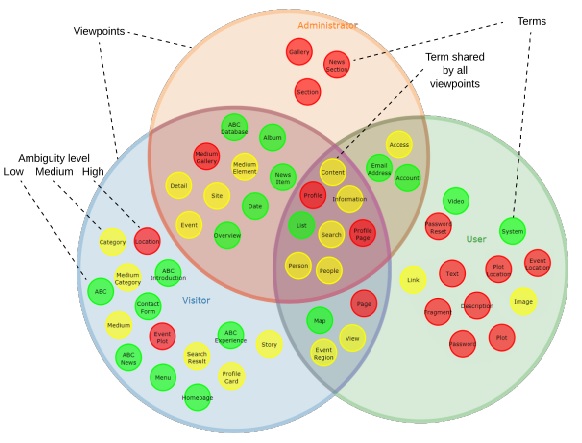 Administrator
Viewpoints
Terms
Gallery
News
Section
Section
Term shared
by all
viewpoints
Ambiguity level
Low Medium High
ABC
Database
Album
Medium
Gallery
Medium
Element
News
Item
Detail
Site
Date
Event
Overview
Access
Email
Address
Account
Content
Profile
Information
List
Search
Profile
Page
Person
People
Category
Location
Medium
Category
ABC
Introduction
ABC
Contact
Form
Visitor
Medium
Event
Plot
ABC
Experience
Story
ABC
News
Search
Result
Menu
Profile
Card
Homepage
Page
Map
View
Event
Region
Video
Password
Reset
System
User
Link
Text
Plot
Location
Event
Location
Fragment
Description
Image
Password
Plot